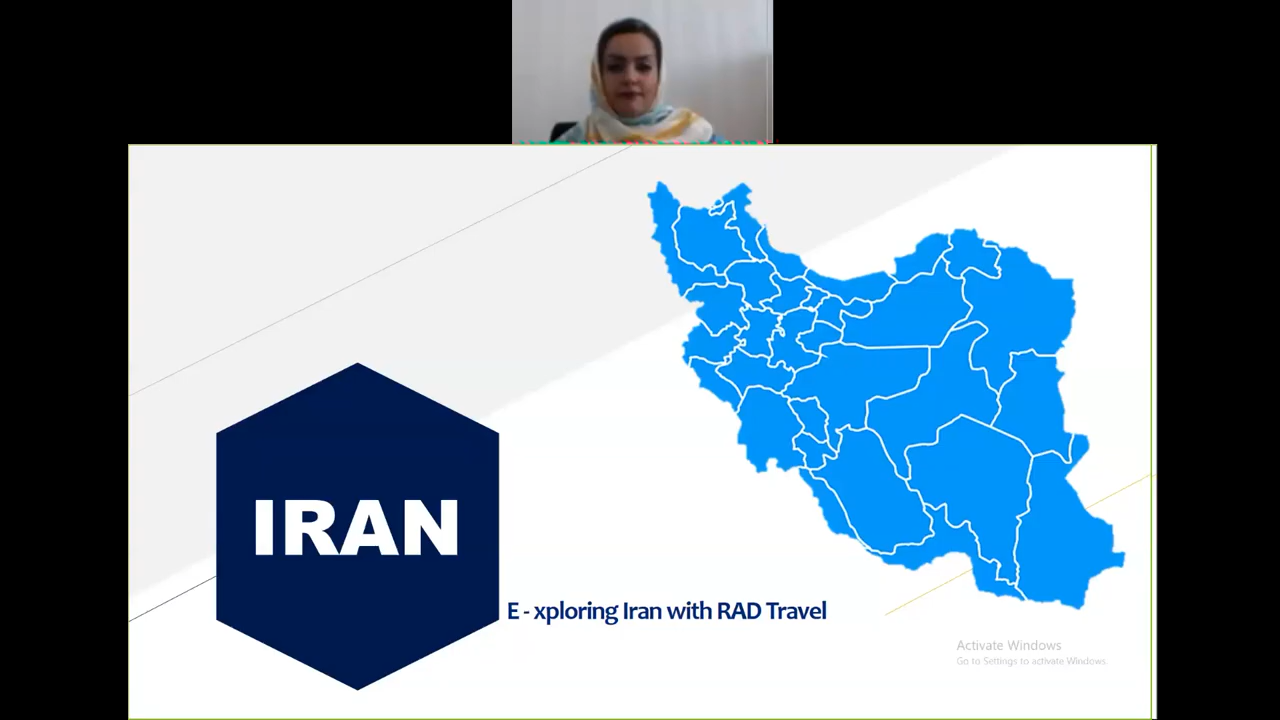 IRAN
E - xploring Iran with RAD Travel
Activate Windows
Go to Settings to activate Windows.